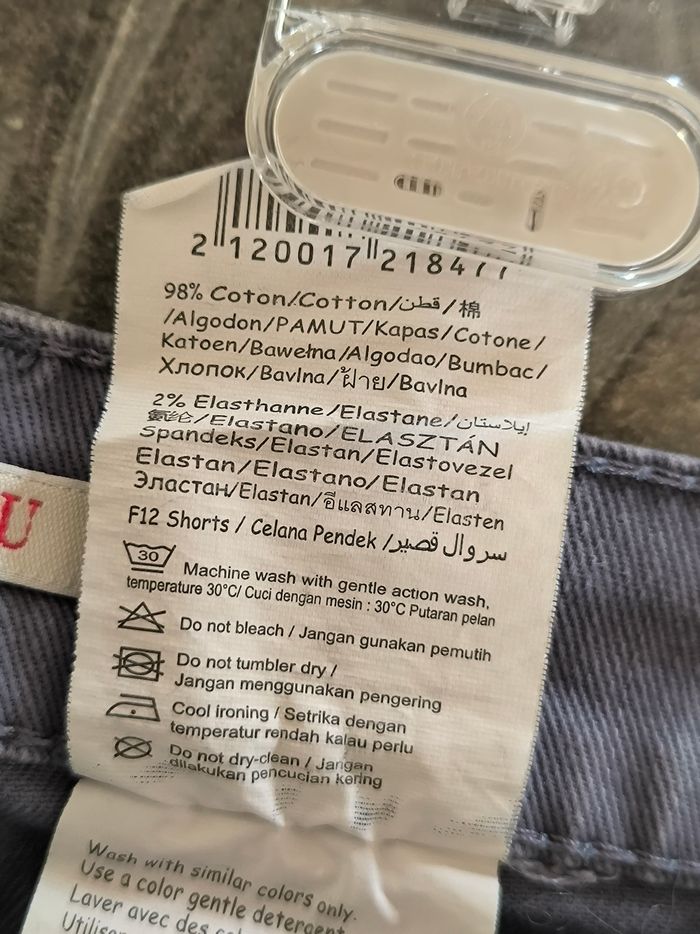 2 120017 218477
98% Coton/Cotton/قطن/棉
/Algodon/PAMUT/Kapas/Cotone/
Katoen/Bawełna/Algodao/Bumbac/
Хлопок/Bavlna/ฝ้าย/Bavlna
2% Elasthanne/Elastane/إيلاستان
氨纶/Elastano/ELASZTÁN
Spandeks/Elastan/Elastovezel
Elastan/Elastano/Elastan
Эластан/Elastan/อีแลสทาน/Elasten
F12 Shorts / Celana Pendek /سروال قصير
30
Machine wash with gentle action wash,
temperature 30°C/ Cuci dengan mesin : 30°C Putaran pelan
Do not bleach / Jangan gunakan pemutih
Do not tumbler dry /
Jangan menggunakan pengering
Cool ironing / Setrika dengan
temperatur rendah kalau perlu
Do not dry-clean / Jangan
dilakukan pencucian kering
U
Wash with similar colors only.
Use a color gentle detergent
Laver avec des